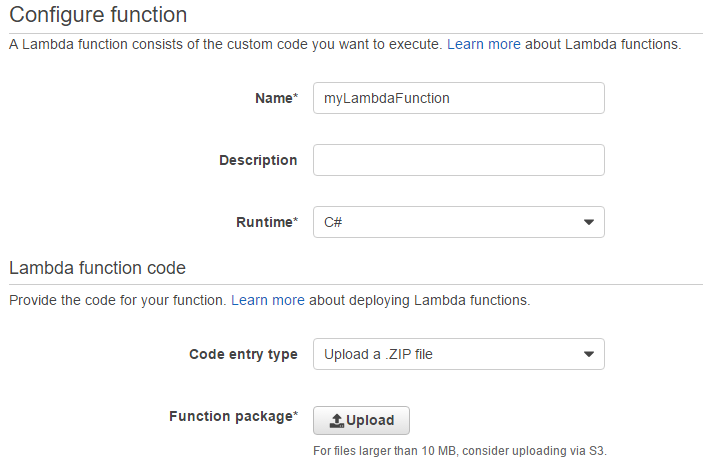 Configure function
A Lambda function consists of the custom code you want to execute. Learn more about Lambda functions.
Name* myLambdaFunction
Description
Runtime* C#
Lambda function code
Provide the code for your function. Learn more about deploying Lambda functions.
Code entry type Upload a .ZIP file
Function package* Upload
For files larger than 10 MB, consider uploading via S3.